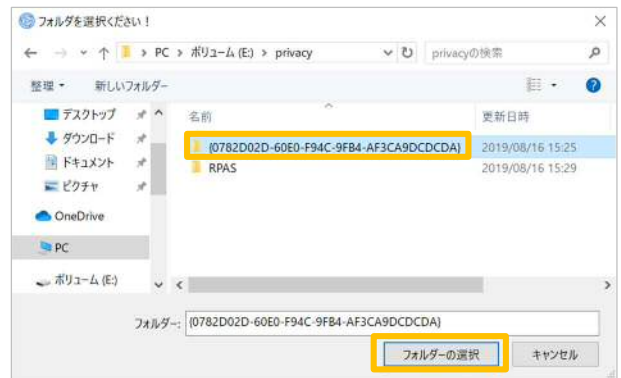 フォルダを選択ください！
PC > ボリューム (E:) > privacy
privacyの検索
整理
新しいフォルダー
名前
更新日時
デスクトップ
ダウンロード
ドキュメント
ピクチャ
OneDrive
PC
ボリューム (E:)
{0782D02D-60E0-F94C-9FB4-AF3CA9DCDCDA}
2019/08/16 15:25
RPAS
2019/08/16 15:29
フォルダー: {0782D02D-60E0-F94C-9FB4-AF3CA9DCDCDA}
フォルダーの選択
キャンセル